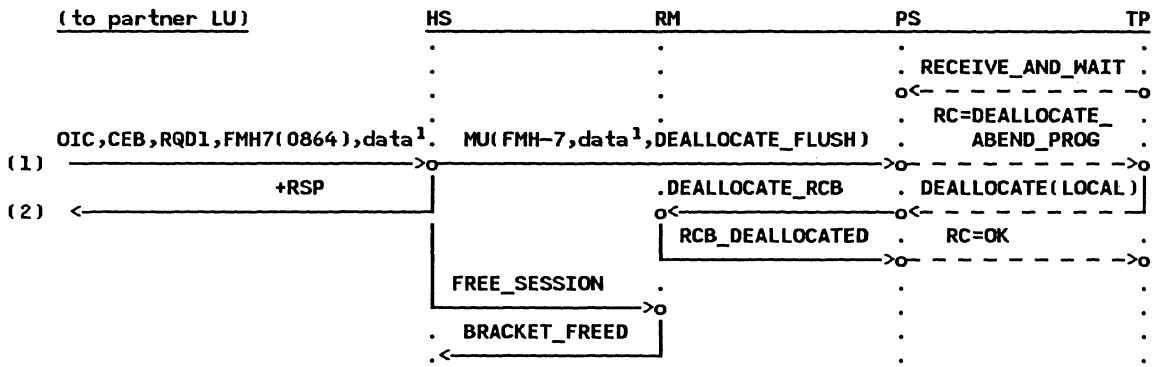 (to partner LU) HS RM PS TP
RECEIVE_AND_WAIT
RC=DEALLOCATE_
OIC,CEB,RQD1,FMH7(0864),data¹ MU(FMH-7,data¹,DEALLOCATE_FLUSH) ABEND_PROG
(1)
+RSP DEALLOCATE_RCB DEALLOCATE(LOCAL)
(2)
RCB_DEALLOCATED RC=OK
FREE_SESSION
BRACKET_FREED